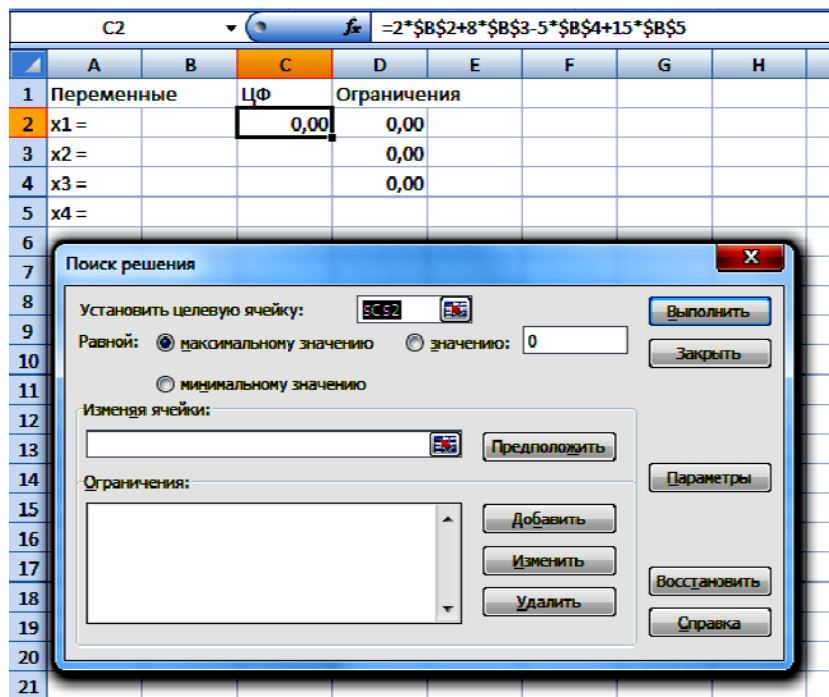 C2 fx =2*$B$2+8*$B$3-5*$B$4+15*$B$5
A B C D E F G H
1 Переменные ЦФ Ограничения
2 x1 = 0,00 0,00
3 x2 = 0,00
4 x3 = 0,00
5 x4 =
6
7
8
9
10
11
12
13
14
15
16
17
18
19
20
21
Поиск решения
X
Установить целевую ячейку: $C$2
Выполнить
Равной: максимальному значению значению: 0
Закрыть
минимальному значению
Изменяя ячейки:
Предположить
Параметры
Ограничения:
Добавить
Изменить
Удалить
Восстановить
Справка